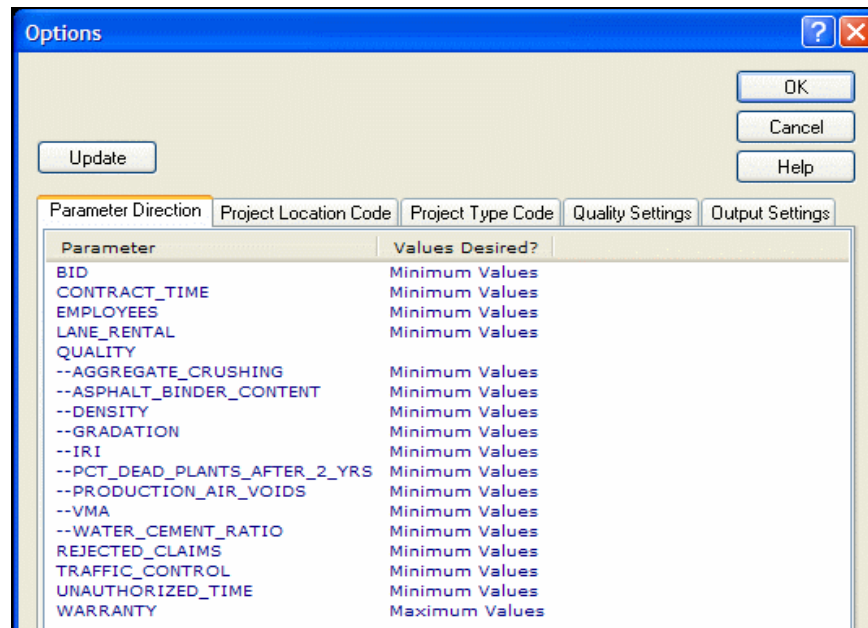 Options
OK
Cancel
Update
Help
Parameter Direction Project Location Code Project Type Code Quality Settings Output Settings
Parameter Values Desired?
BID Minimum Values
CONTRACT_TIME Minimum Values
EMPLOYEES Minimum Values
LANE_RENTAL Minimum Values
QUALITY
--AGGREGATE_CRUSHING Minimum Values
--ASPHALT_BINDER_CONTENT Minimum Values
--DENSITY Minimum Values
--GRADATION Minimum Values
--IRI Minimum Values
--PCT_DEAD_PLANTS_AFTER_2_YRS Minimum Values
--PRODUCTION_AIR_VOIDS Minimum Values
--VMA Minimum Values
--WATER_CEMENT_RATIO Minimum Values
REJECTED_CLAIMS Minimum Values
TRAFFIC_CONTROL Minimum Values
UNAUTHORIZED_TIME Minimum Values
WARRANTY Maximum Values